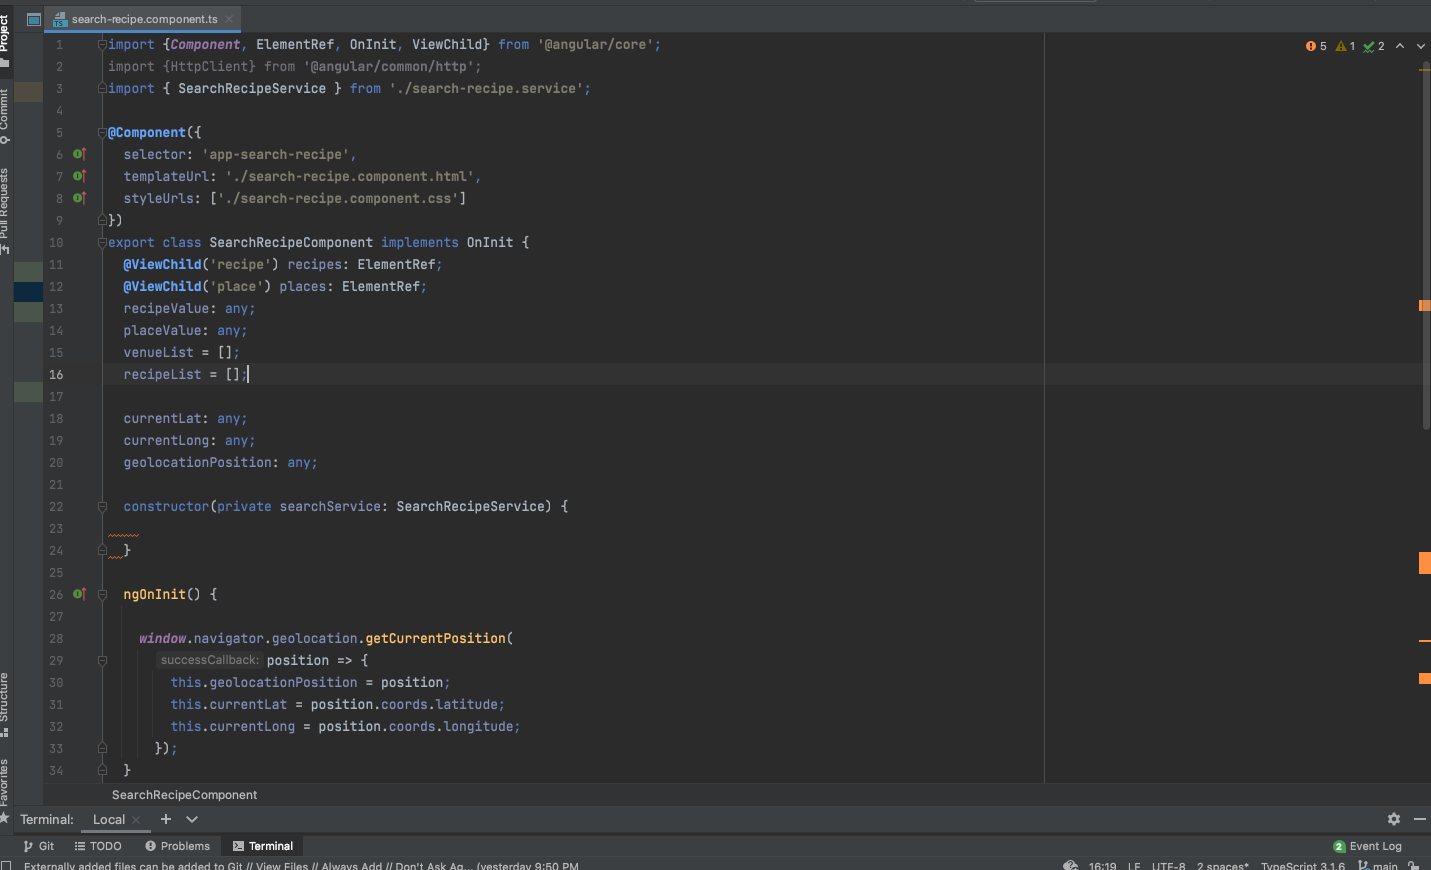 Project
Commit
Pull Requests
Structure
Favorites
search-recipe.component.ts
5 1 2
1 import {Component, ElementRef, OnInit, ViewChild} from '@angular/core';
2 import {HttpClient} from '@angular/common/http';
3 import { SearchRecipeService } from './search-recipe.service';
4
5 @Component({
6 selector: 'app-search-recipe',
7 templateUrl: './search-recipe.component.html',
8 styleUrls: ['./search-recipe.component.css']
9 })
10 export class SearchRecipeComponent implements OnInit {
11 @ViewChild('recipe') recipes: ElementRef;
12 @ViewChild('place') places: ElementRef;
13 recipeValue: any;
14 placeValue: any;
15 venueList = [];
16 recipeList = [];
17
18 currentLat: any;
19 currentLong: any;
20 geolocationPosition: any;
21
22 constructor(private searchService: SearchRecipeService) {
23
24 }
25
26 ngOnInit() {
27
28 window.navigator.geolocation.getCurrentPosition(
29 successCallback: position => {
30 this.geolocationPosition = position;
31 this.currentLat = position.coords.latitude;
32 this.currentLong = position.coords.longitude;
33 });
34 }
SearchRecipeComponent
Terminal: Local
Git TODO Problems Terminal 2 Event Log
Externally added files can be added to Git // View Files // Always Add // Don't Ask Ag... (yesterday 9:50 PM 16:19 LF UTF-8 2 spaces* TypeScript 3.1.6 main